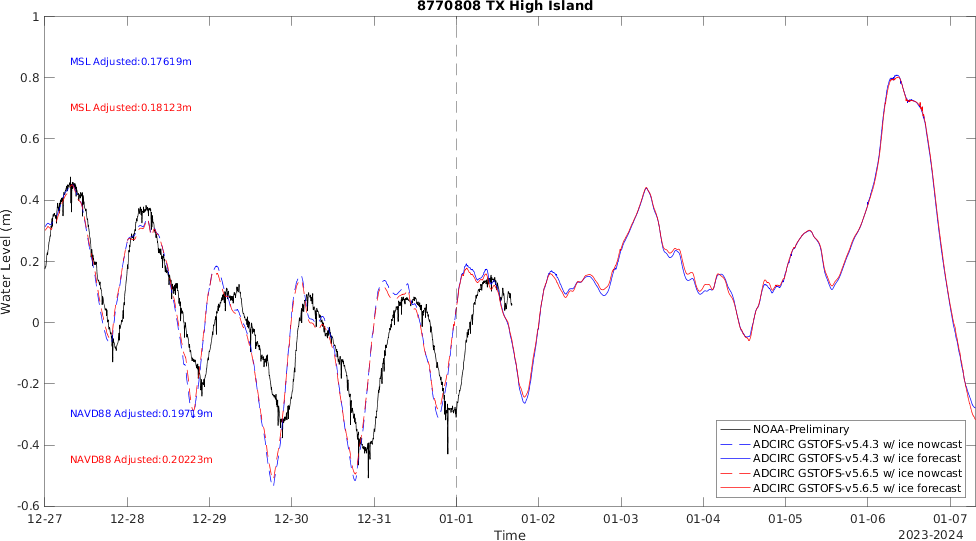 8770808 TX High Island
1
0.8
0.6
0.4
0.2
0
-0.2
-0.4
-0.6
Water Level (m)
MSL Adjusted:0.17619m
MSL Adjusted:0.18123m
NAVD88 Adjusted:0.19719m
NAVD88 Adjusted:0.20223m
NOAA-Preliminary
ADCIRC GSTOFS-v5.4.3 w/ ice nowcast
ADCIRC GSTOFS-v5.4.3 w/ ice forecast
ADCIRC GSTOFS-v5.6.5 w/ ice nowcast
ADCIRC GSTOFS-v5.6.5 w/ ice forecast
12-27 12-28 12-29 12-30 12-31 01-01 01-02 01-03 01-04 01-05 01-06 01-07
Time
2023-2024